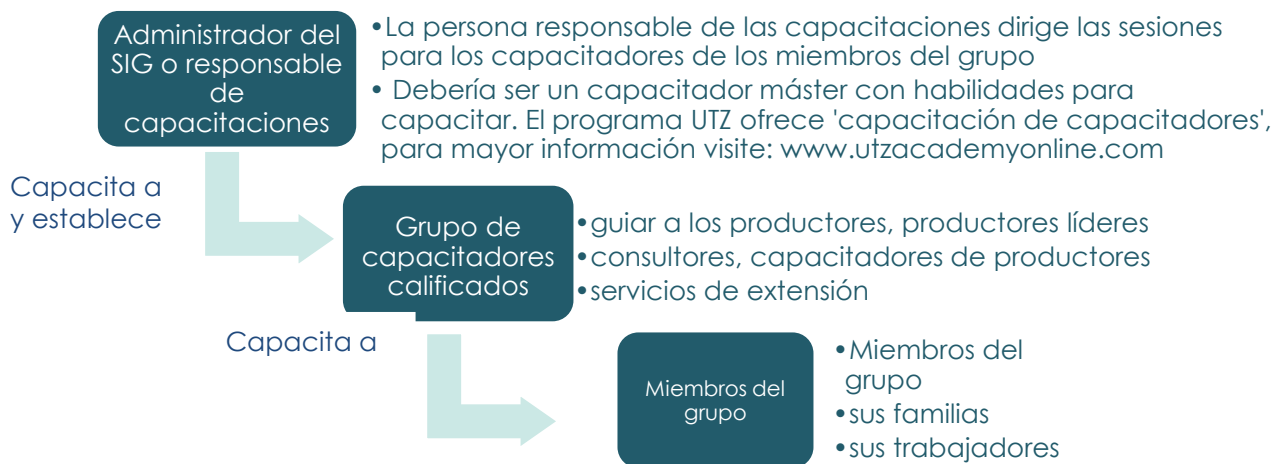 Administrador del
SIG o responsable
de
capacitaciones
•La persona responsable de las capacitaciones dirige las sesiones
para los capacitadores de los miembros del grupo
• Debería ser un capacitador máster con habilidades para
capacitar. El programa UTZ ofrece 'capacitación de capacitadores',
para mayor información visite: www.utzacademyonline.com
Capacita a
y establece
Grupo de
capacitadores
calificados
•guiar a los productores, productores líderes
•consultores, capacitadores de productores
•servicios de extensión
Capacita a
Miembros del
grupo
•Miembros del
grupo
•sus familias
•sus trabajadores